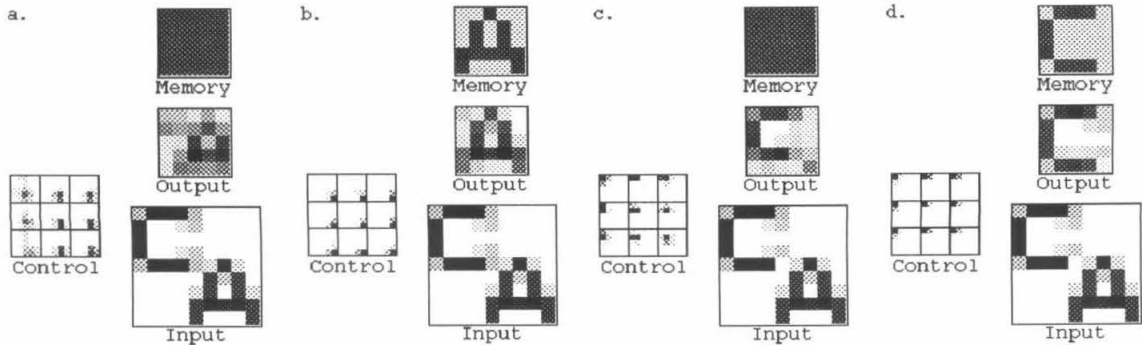 a. b. c. d.
Memory Memory Memory Memory
Output Output Output Output
Control Control Control Control
Input Input Input Input